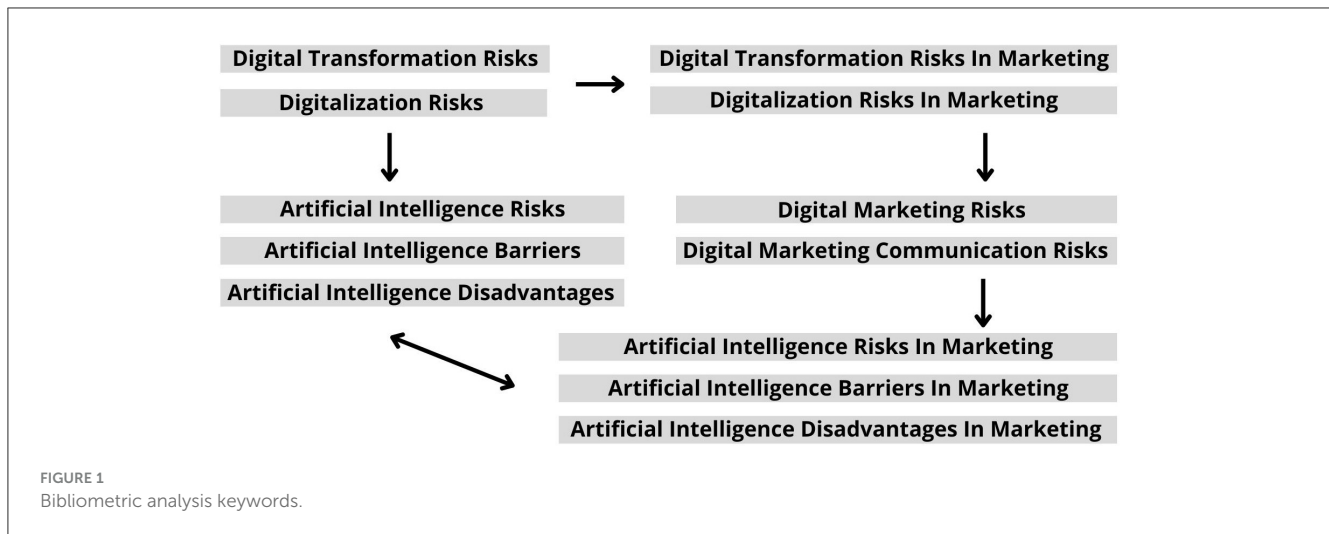 Digital Transformation Risks
Digitalization Risks
Digital Transformation Risks In Marketing
Digitalization Risks In Marketing
Artificial Intelligence Risks
Artificial Intelligence Barriers
Artificial Intelligence Disadvantages
Digital Marketing Risks
Digital Marketing Communication Risks
Artificial Intelligence Risks In Marketing
Artificial Intelligence Barriers In Marketing
Artificial Intelligence Disadvantages In Marketing
FIGURE 1
Bibliometric analysis keywords.